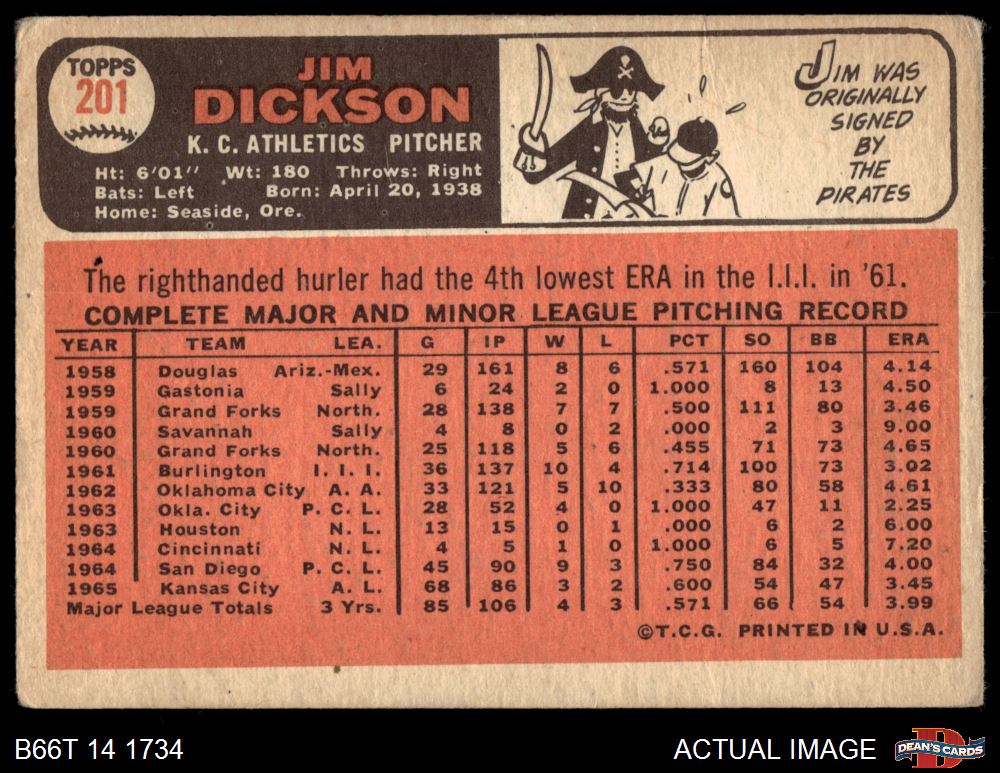 TOPPS
201
JIM
DICKSON
K. C. ATHLETICS PITCHER
Ht: 6'01" Wt: 180 Throws: Right
Bats: Left Born: April 20, 1938
Home: Seaside, Ore.
JIM WAS
ORIGINALLY
SIGNED
BY
THE
PIRATES
The righthanded hurler had the 4th lowest ERA in the I.I.I. in '61.
COMPLETE MAJOR AND MINOR LEAGUE PITCHING RECORD
YEAR TEAM LEA. G IP W L PCT SO BB ERA
1958 Douglas Ariz.-Mex. 29 161 8 6 .571 160 104 4.14
1959 Gastonia Sally 6 24 2 0 1.000 8 13 4.50
1959 Grand Forks North. 28 138 7 7 .500 111 80 3.46
1960 Savannah Sally 4 8 0 2 .000 2 3 9.00
1960 Grand Forks North. 25 118 5 6 .455 71 73 4.65
1961 Burlington I. I. I. 36 137 10 4 .714 100 73 3.02
1962 Oklahoma City A. A. 33 121 5 10 .333 80 58 4.61
1963 Okla. City P. C. L. 28 52 4 0 1.000 47 11 2.25
1963 Houston N. L. 13 15 0 1 .000 6 2 6.00
1964 Cincinnati N. L. 4 5 1 0 1.000 6 5 7.20
1964 San Diego P. C. L. 45 90 9 3 .750 84 32 4.00
1965 Kansas City A. L. 68 86 3 2 .600 54 47 3.45
Major League Totals 3 Yrs. 85 106 4 3 .571 66 54 3.99
©T.C.G. PRINTED IN U.S.A.
B66T 14 1734
ACTUAL IMAGE
D
DEAN'S CARDS